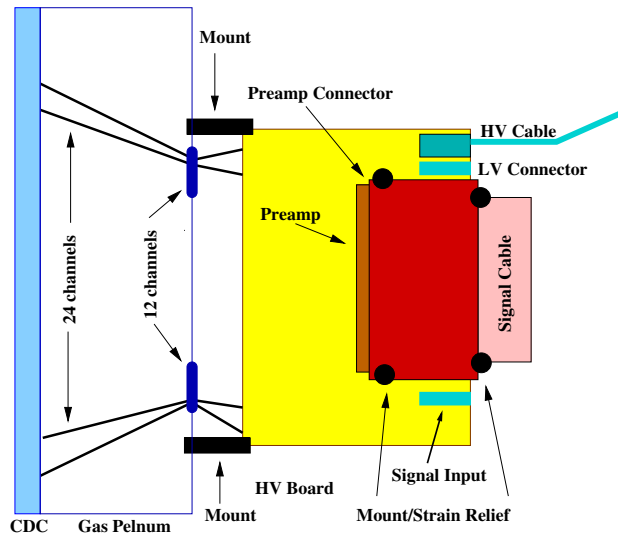 Mount
Preamp Connector
HV Cable
LV Connector
Preamp
24 channels
12 channels
Signal Cable
Signal Input
HV Board
Mount
Mount/Strain Relief
CDC
Gas Pelnum